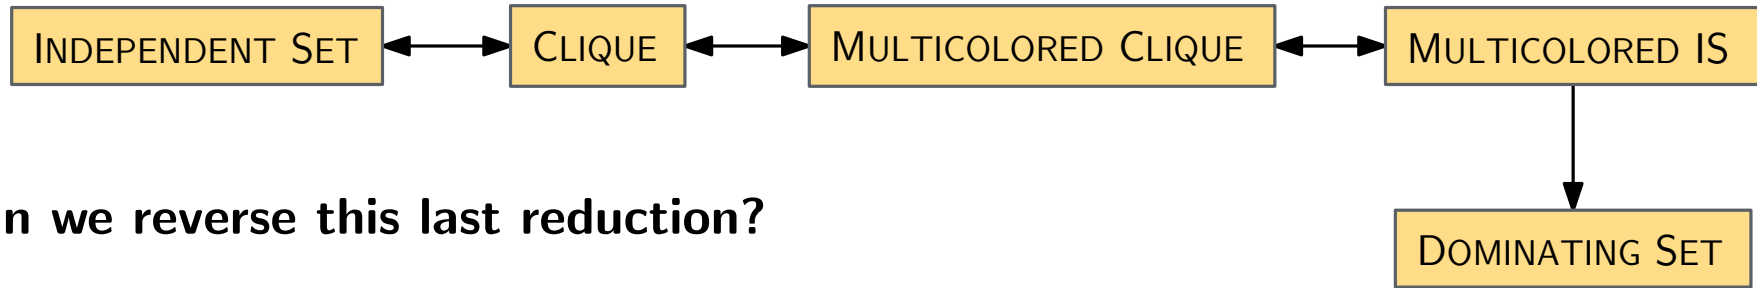 INDEPENDENT SET CLIQUE MULTICOLORED CLIQUE MULTICOLORED IS
n we reverse this last reduction?
DOMINATING SET